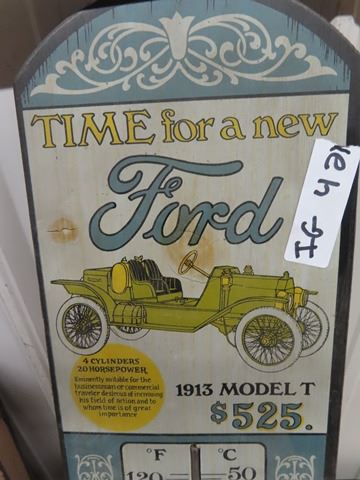 TIME for a new
Ford
4 CYLINDERS
20 HORSEPOWER
Eminently suitable for the
businessman or commercial
traveler desirous of increasing
his field of action and to
whom time is of great
importance
1913 MODEL T
$525.
°F °C
120 50